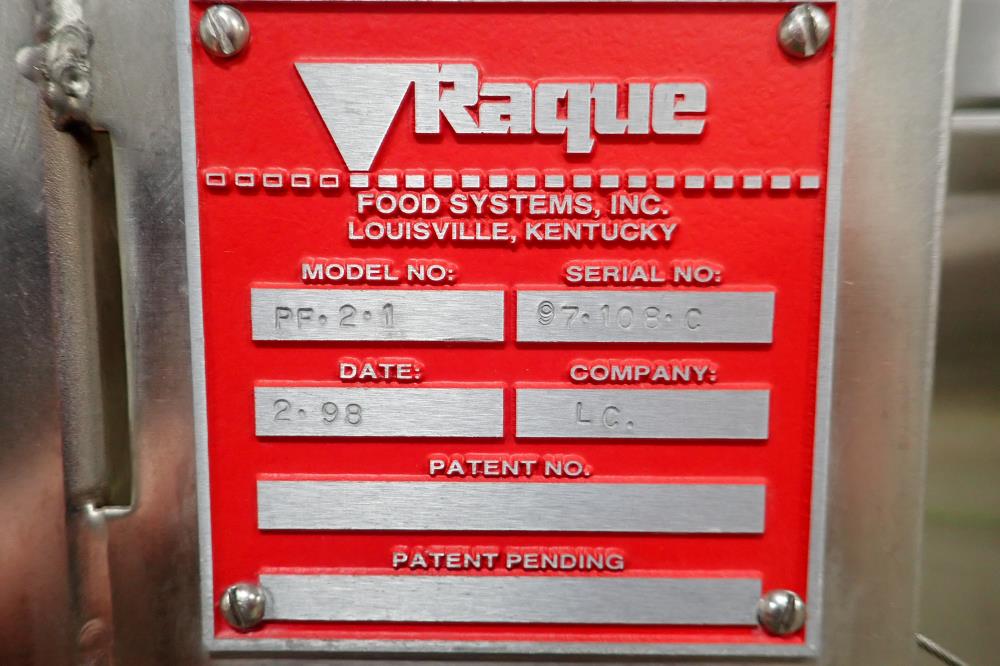 Raque
FOOD SYSTEMS, INC.
LOUISVILLE, KENTUCKY
MODEL NO: SERIAL NO:
PF·2·1 97·108·C
DATE: COMPANY:
2·98 LC.
PATENT NO.
PATENT PENDING